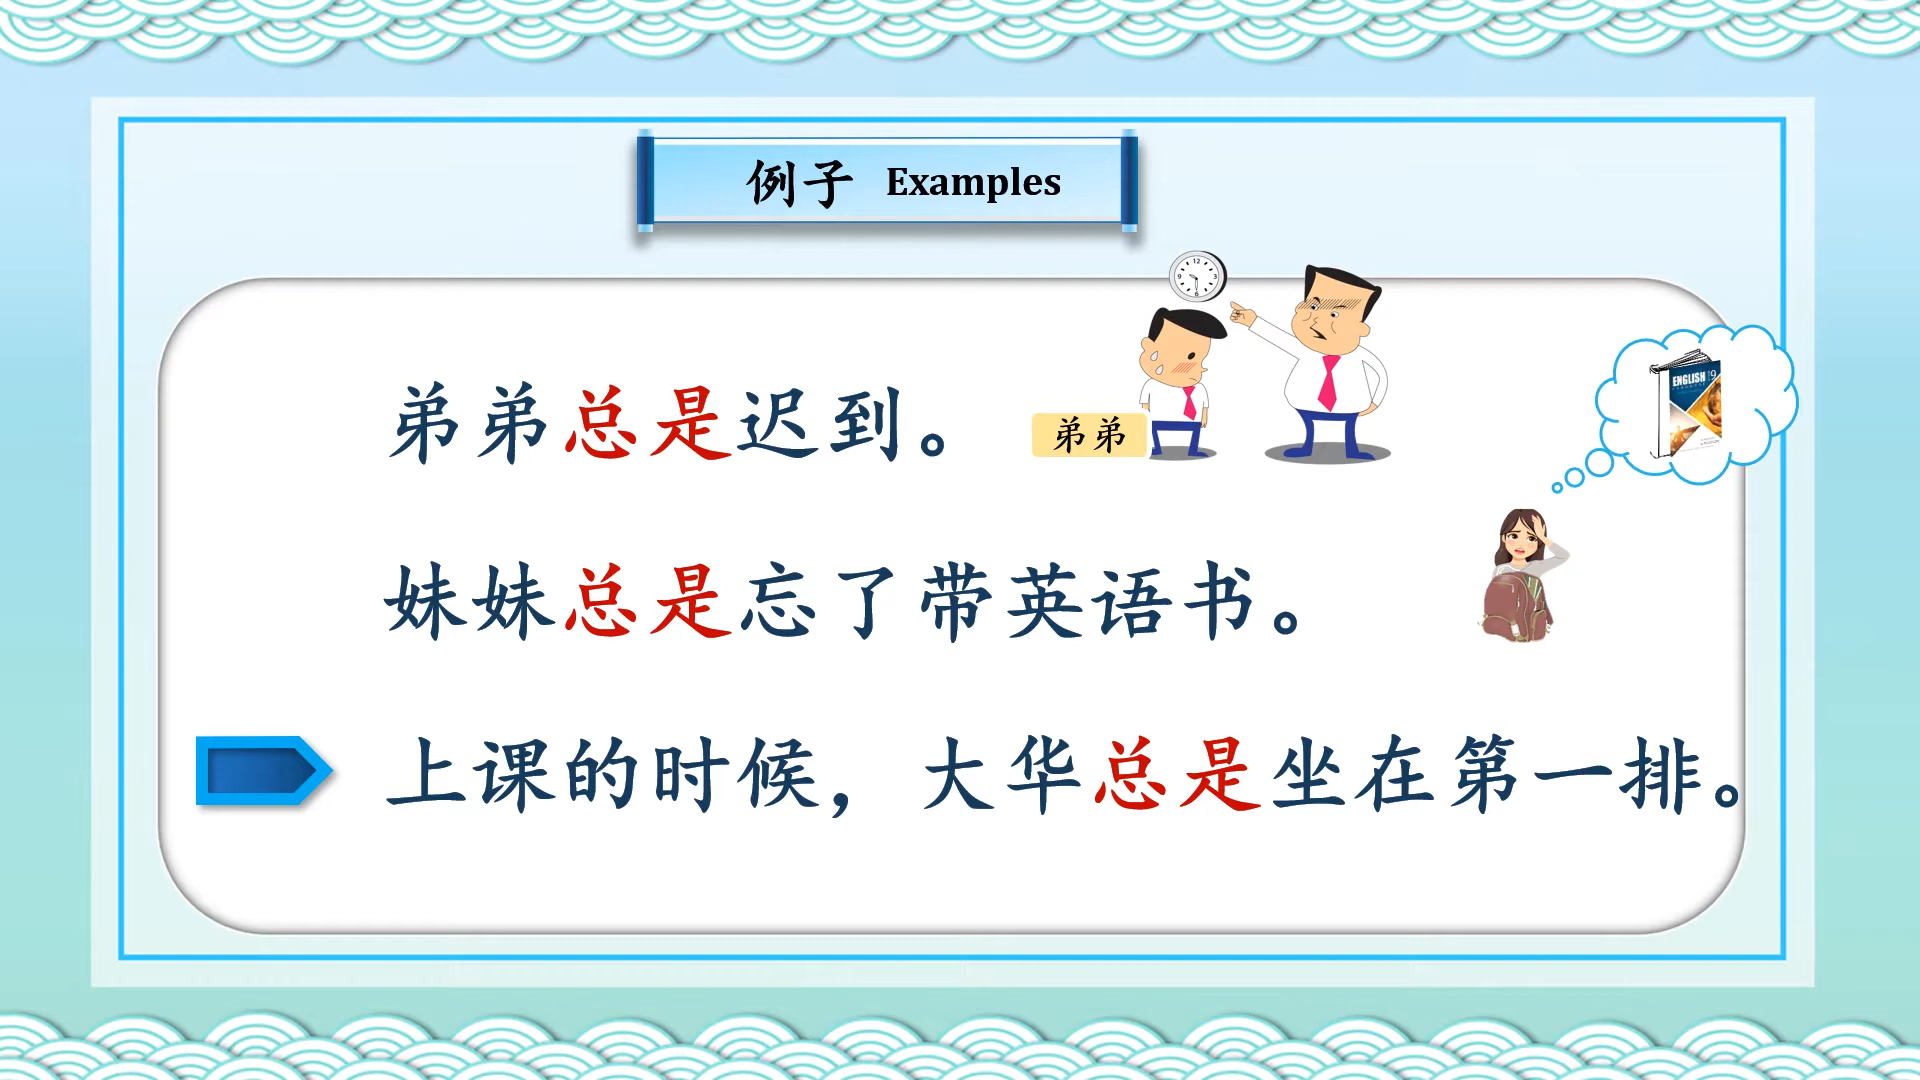 例子 Examples
弟弟总是迟到。
弟弟
ENGLISH 9
妹妹总是忘了带英语书。
上课的时候，大华总是坐在第一排。